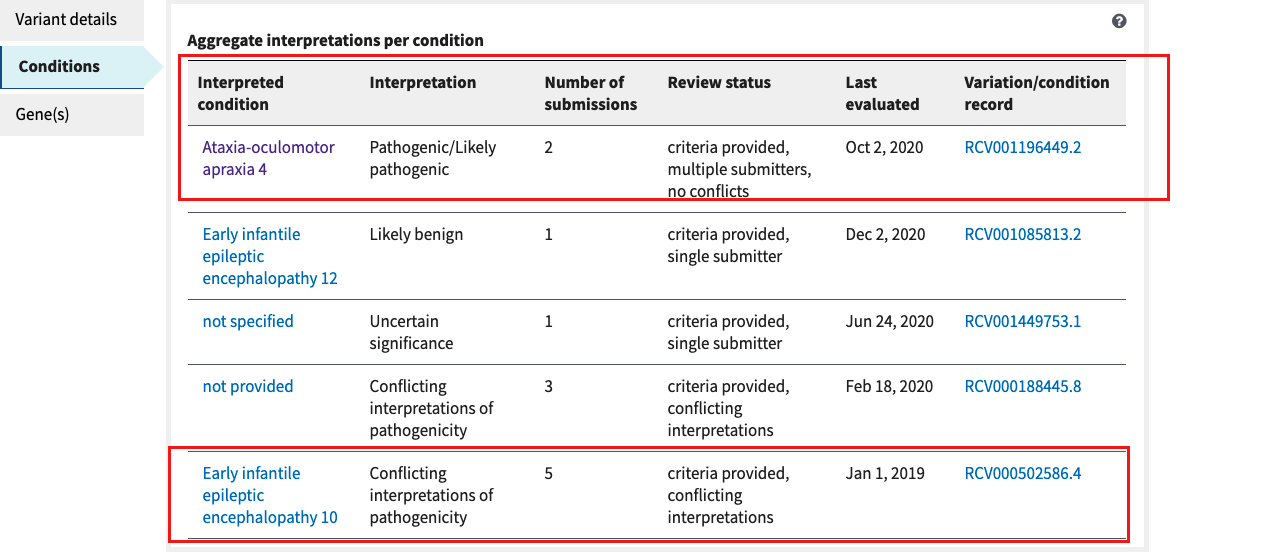 Variant details
Conditions
Gene(s)
?
Aggregate interpretations per condition
Interpreted condition Interpretation Number of submissions Review status Last evaluated Variation/condition record
Ataxia-oculomotor apraxia 4 Pathogenic/Likely pathogenic 2 criteria provided, multiple submitters, no conflicts Oct 2, 2020 RCV001196449.2
Early infantile epileptic encephalopathy 12 Likely benign 1 criteria provided, single submitter Dec 2, 2020 RCV001085813.2
not specified Uncertain significance 1 criteria provided, single submitter Jun 24, 2020 RCV001449753.1
not provided Conflicting interpretations of pathogenicity 3 criteria provided, conflicting interpretations Feb 18, 2020 RCV000188445.8
Early infantile epileptic encephalopathy 10 Conflicting interpretations of pathogenicity 5 criteria provided, conflicting interpretations Jan 1, 2019 RCV000502586.4